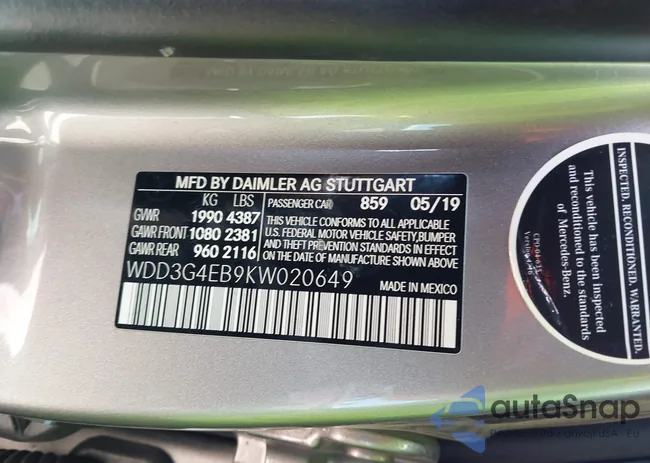 MFD BY DAIMLER AG STUTTGART
KG LBS
GVWR 1990 4387
GAWR FRONT 1080 2381
GAWR REAR 960 2116
PASSENGER CAR 859 05/19
THIS VEHICLE CONFORMS TO ALL APPLICABLE
U.S. FEDERAL MOTOR VEHICLE SAFETY,BUMPER
AND THEFT PREVENTION STANDARDS IN EFFECT
ON THE DATE OF MANUFACTURE SHOWN ABOVE
WDD3G4EB9KW020649
MADE IN MEXICO
INSPECTED. RECONDITIONED. WARRANTED.
This vehicle has been inspected
and reconditioned to the standards
of Mercedes-Benz.
autoSnap